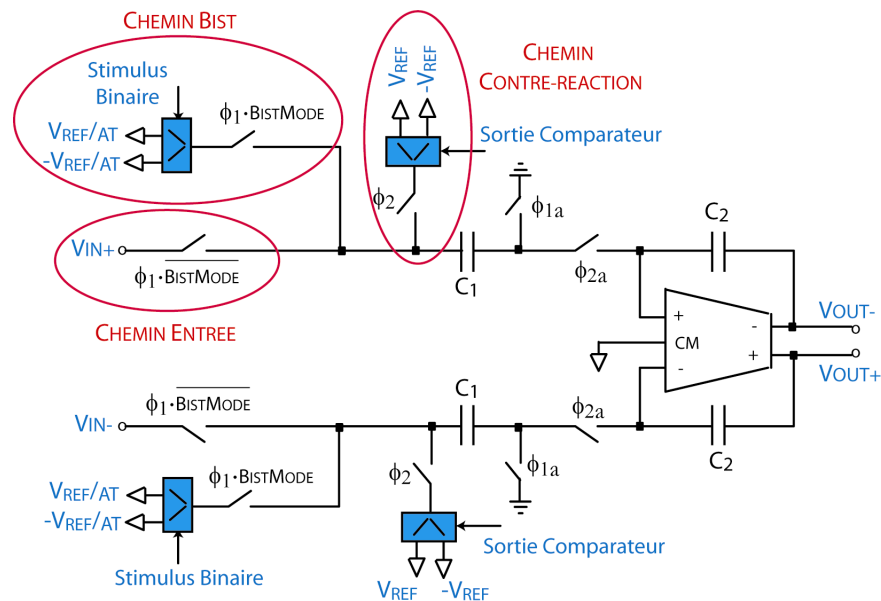 CHEMIN BIST
CHEMIN
CONTRE-REACTION
Stimulus
Binaire
VREF
-VREF
ϕ1·BISTMODE
VREF/AT
-VREF/AT
Sortie Comparateur
ϕ2
ϕ1a
C2
VIN+
ϕ1·BISTMODE
C1
ϕ2a
VOUT-
+
-
CM
+
-
VOUT+
CHEMIN ENTREE
ϕ1·BISTMODE
C1
ϕ2a
VIN-
C2
ϕ1·BISTMODE
ϕ2
ϕ1a
VREF/AT
-VREF/AT
Sortie Comparateur
Stimulus Binaire
VREF
-VREF